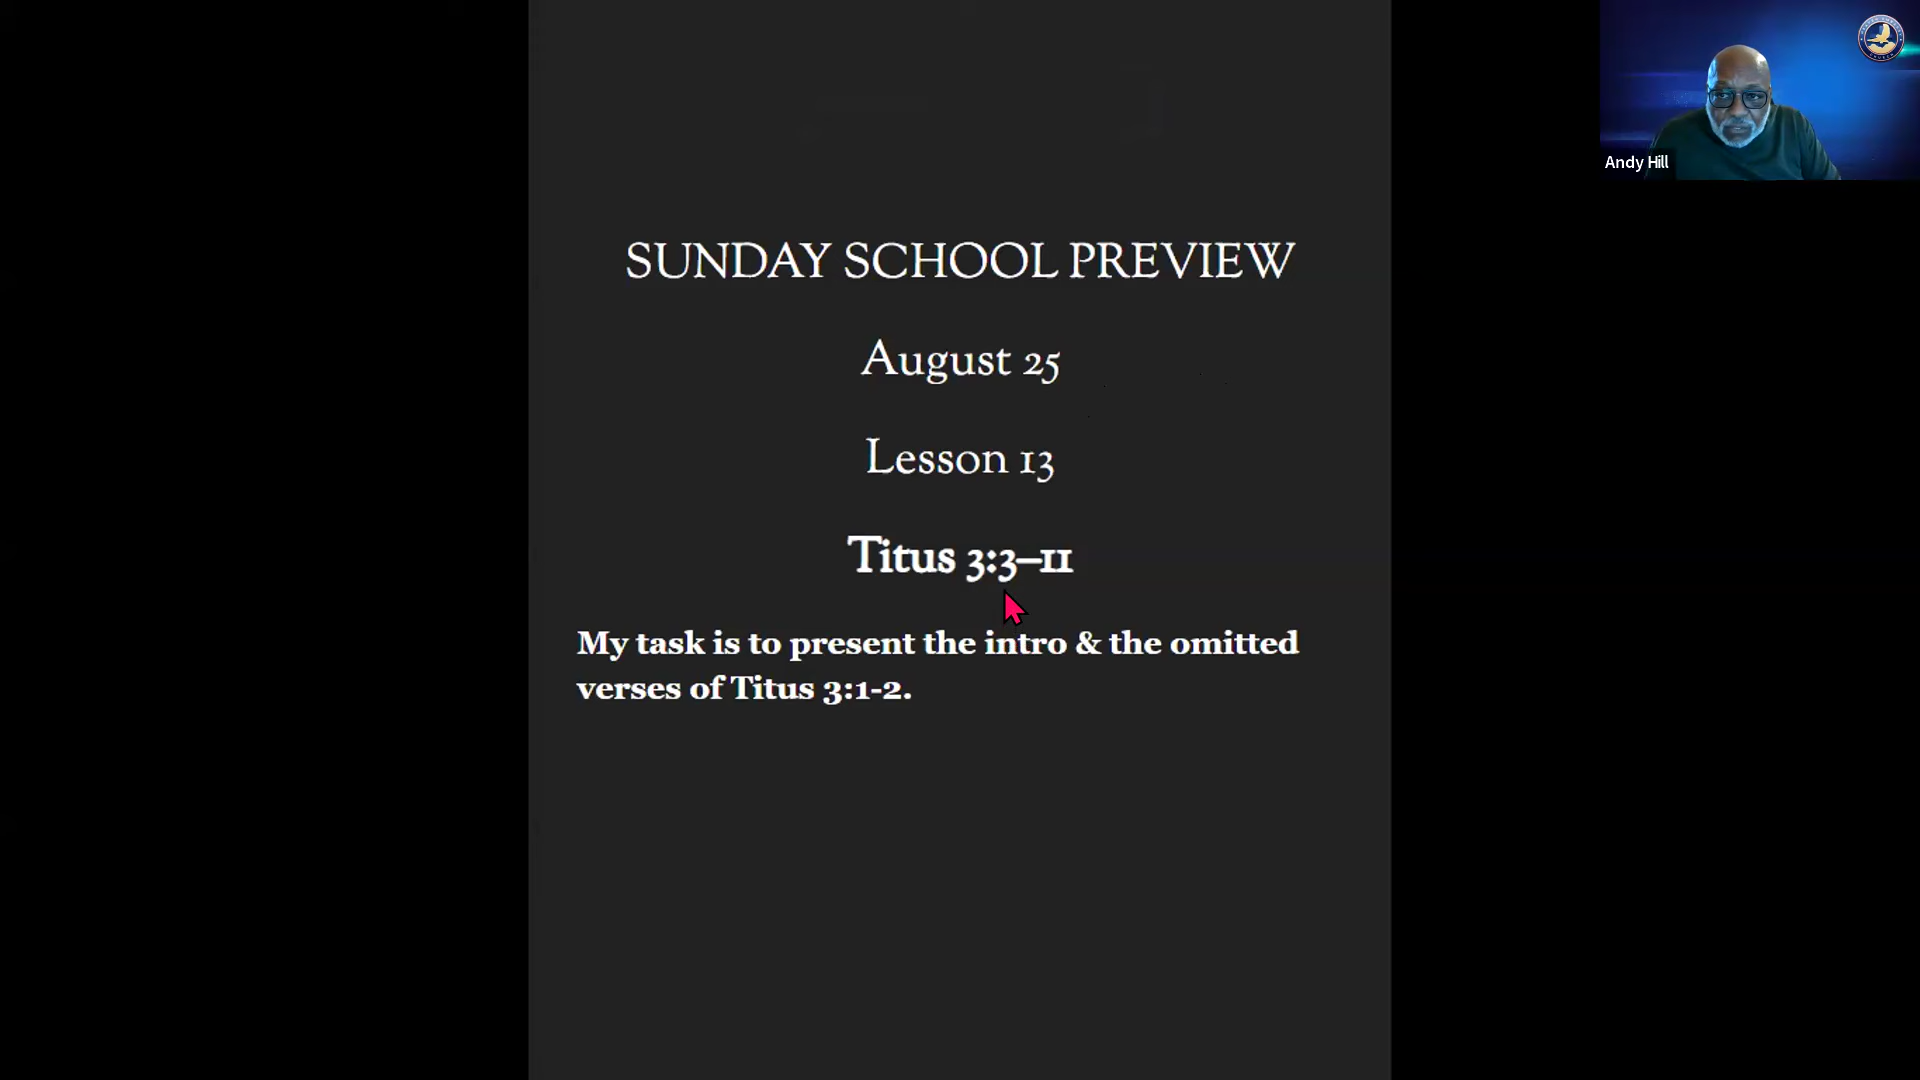 SUNDAY SCHOOL PREVIEW
August 25
Lesson 13
Titus 3:3–11
My task is to present the intro & the omitted
verses of Titus 3:1-2.
Andy Hill